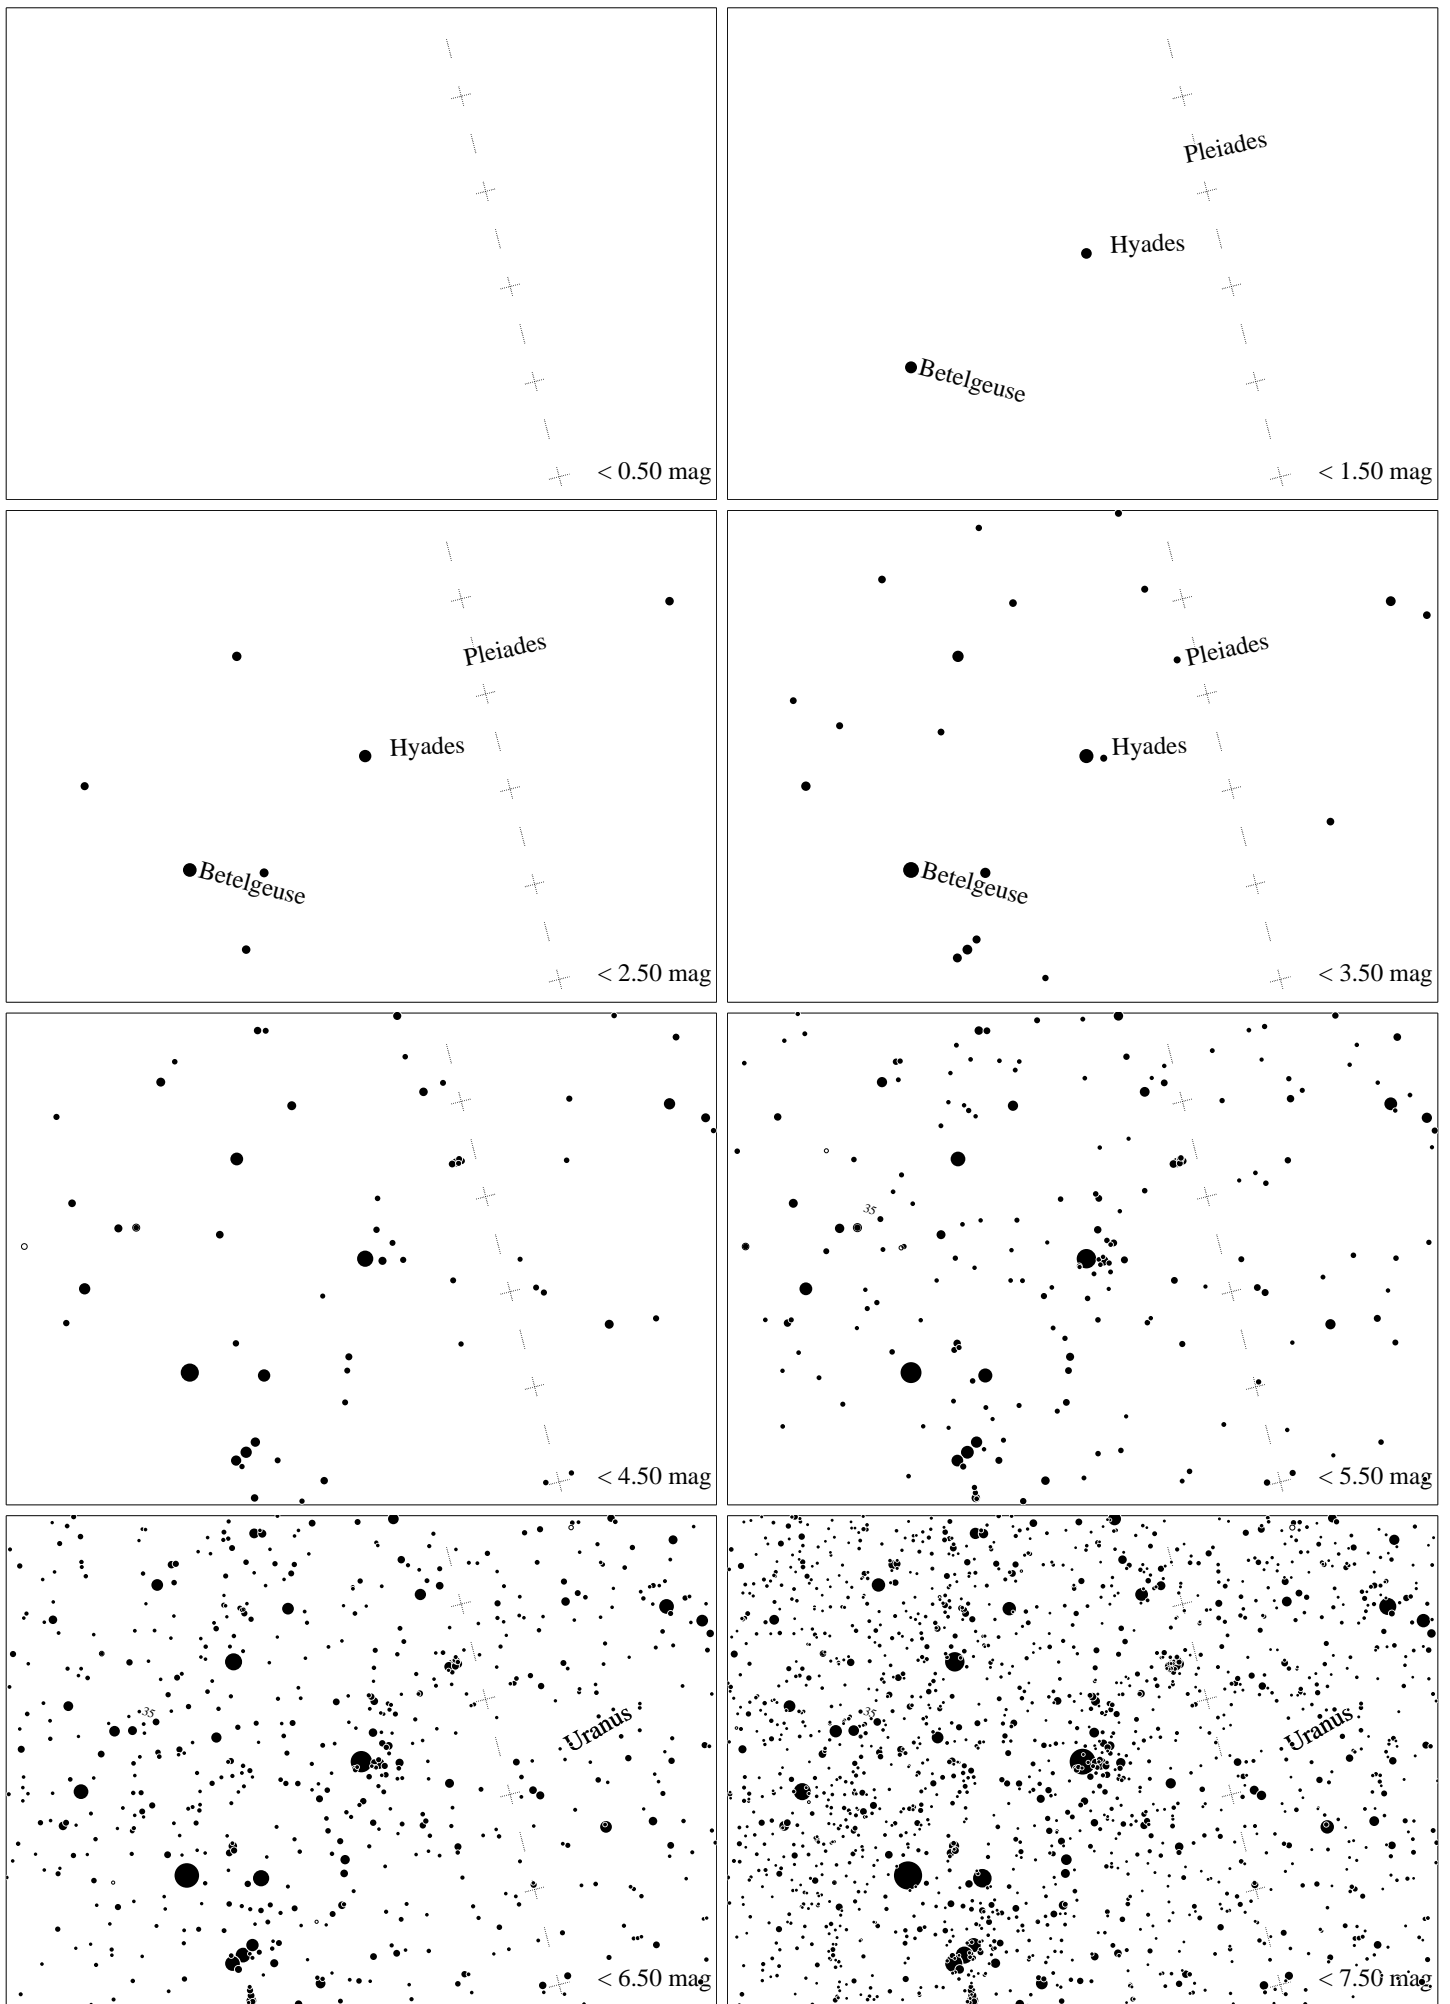 < 0.50 mag
Pleiades
Hyades
Betelgeuse
< 1.50 mag
Pleiades
Hyades
Betelgeuse
< 2.50 mag
Pleiades
Hyades
Betelgeuse
< 3.50 mag
< 4.50 mag
35
< 5.50 mag
35
Uranus
< 6.50 mag
35
Uranus
< 7.50 mag